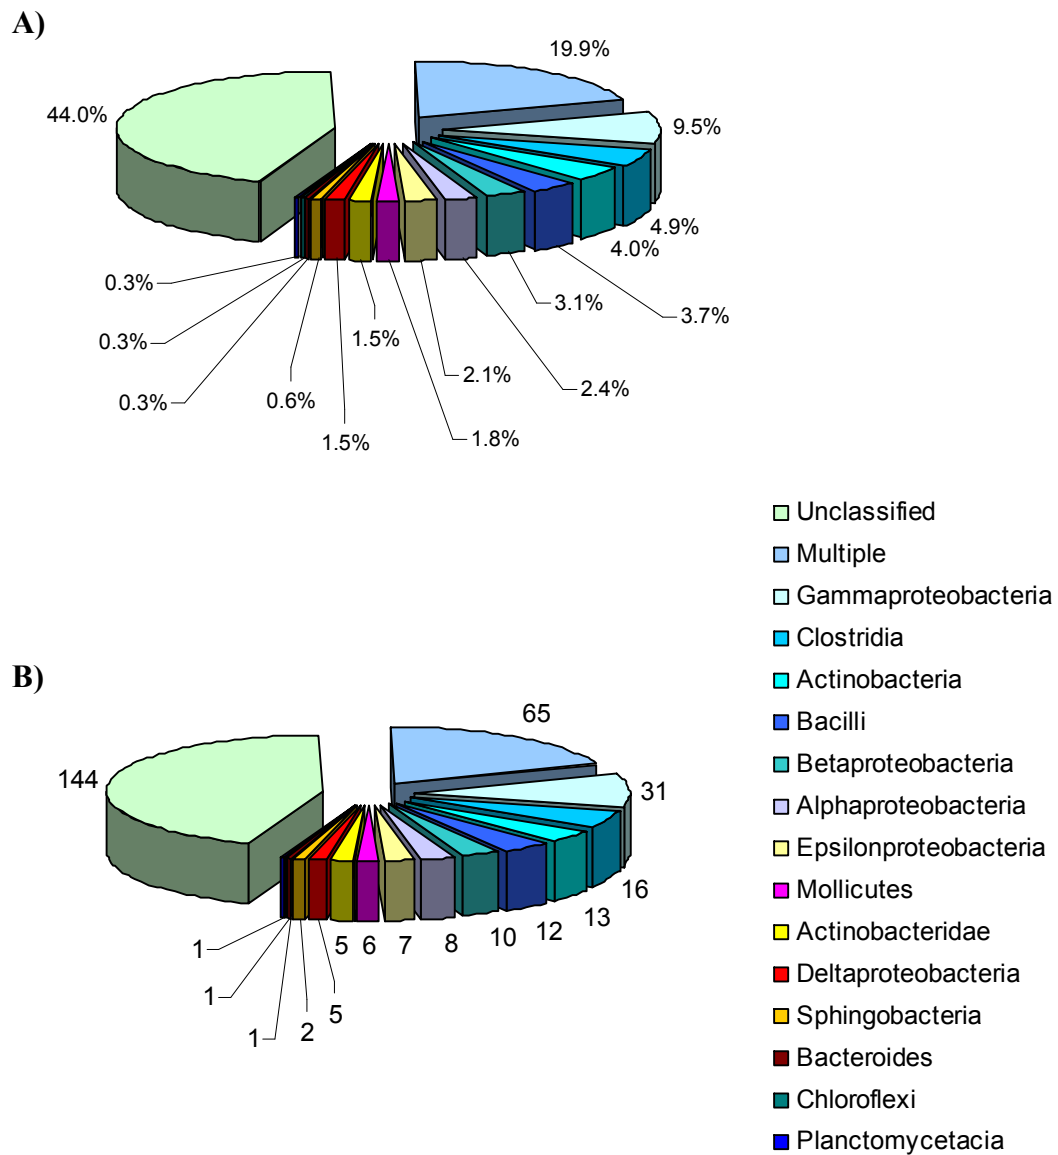 A)
19.9%
44.0%
9.5%
4.9%
4.0%
0.3%
3.1%
3.7%
1.5%
0.3%
2.1%
2.4%
0.6%
0.3%
1.5%
1.8%
Unclassified
Multiple
Gammaproteobacteria
Clostridia
Actinobacteria
Bacilli
Betaproteobacteria
Alphaproteobacteria
Epsilonproteobacteria
Mollicutes
Actinobacteridae
Deltaproteobacteria
Sphingobacteria
Bacteroides
Chloroflexi
Planctomycetacia
B)
65
144
31
16
13
12
10
8
7
6
5
1
1
5
2
1